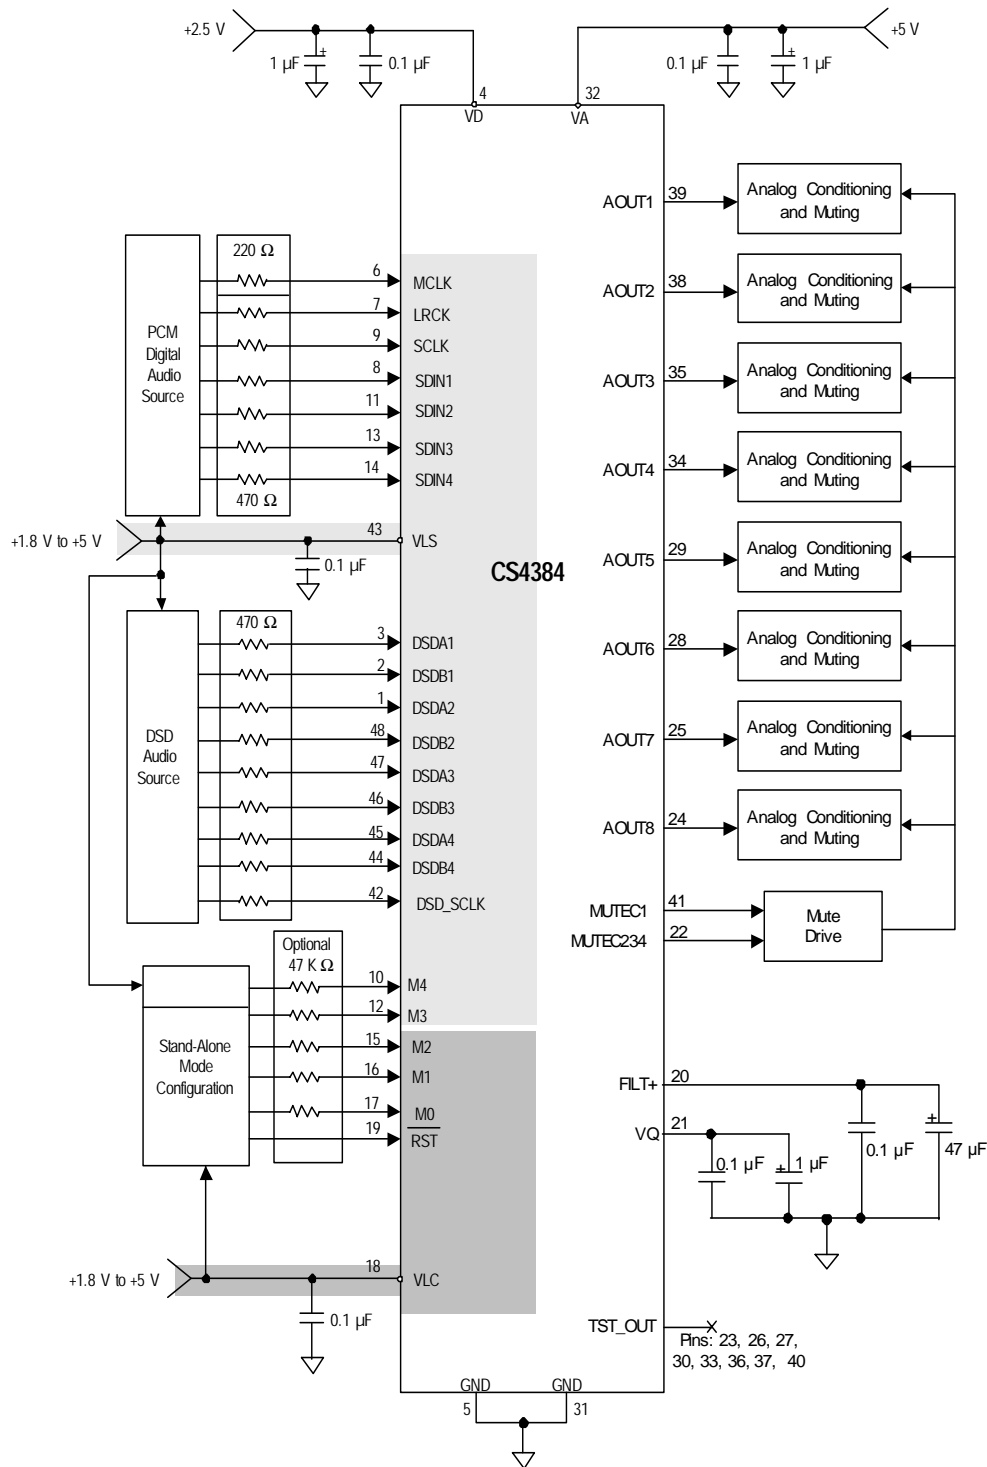 +2.5 V
+5 V
1 µF
+
0.1 µF
0.1 µF
+
1 µF
4
32
VD
VA
220 Ω
PCM
Digital
Audio
Source
6
MCLK
7
LRCK
9
SCLK
8
SDIN1
11
SDIN2
13
SDIN3
14
SDIN4
470 Ω
+1.8 V to +5 V
43
VLS
0.1 µF
CS4384
470 Ω
DSD
Audio
Source
3
DSDA1
2
DSDB1
1
DSDA2
48
DSDB2
47
DSDA3
46
DSDB3
45
DSDA4
44
DSDB4
42
DSD_SCLK
Optional
47 K Ω
Stand-Alone
Mode
Configuration
10
M4
12
M3
15
M2
16
M1
17
M0
19
RST
+1.8 V to +5 V
18
VLC
0.1 µF
AOUT1
39
Analog Conditioning
and Muting
AOUT2
38
Analog Conditioning
and Muting
AOUT3
35
Analog Conditioning
and Muting
AOUT4
34
Analog Conditioning
and Muting
AOUT5
29
Analog Conditioning
and Muting
AOUT6
28
Analog Conditioning
and Muting
AOUT7
25
Analog Conditioning
and Muting
AOUT8
24
Analog Conditioning
and Muting
MUTEC1
41
MUTEC234
22
Mute
Drive
FILT+
20
VQ
21
0.1 µF
+
1 µF
0.1 µF
+
47 µF
TST_OUT
Pins: 23, 26, 27,
30, 33, 36, 37, 40
GND
GND
5
31